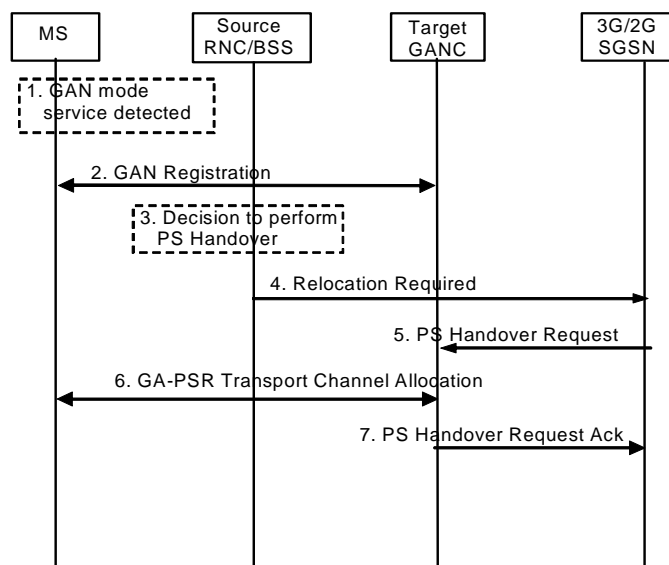 MS
Source
RNC/BSS
Target
GANC
3G/2G
SGSN
1. GAN mode
service detected
2. GAN Registration
3. Decision to perform
PS Handover
4. Relocation Required
5. PS Handover Request
6. GA-PSR Transport Channel Allocation
7. PS Handover Request Ack